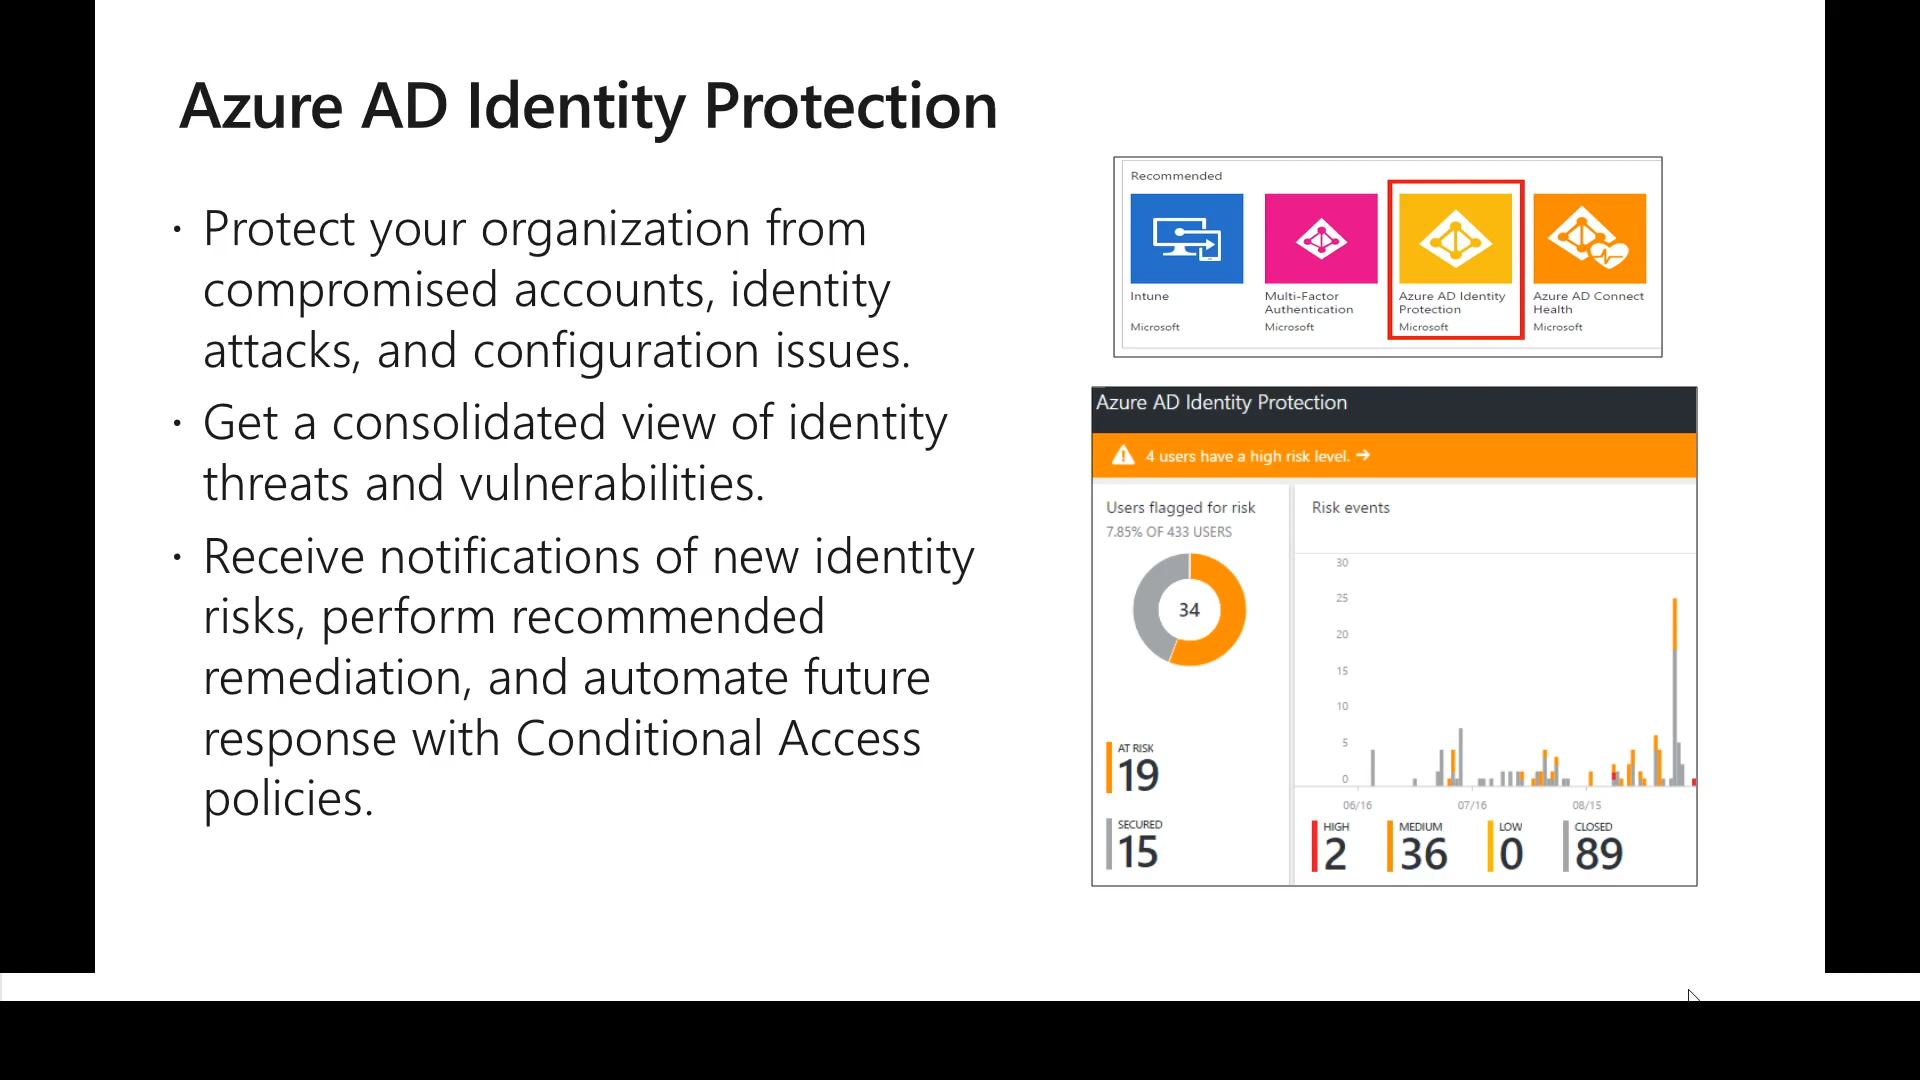 Azure AD Identity Protection
· Protect your organization from
compromised accounts, identity
attacks, and configuration issues.
· Get a consolidated view of identity
threats and vulnerabilities.
· Receive notifications of new identity
risks, perform recommended
remediation, and automate future
response with Conditional Access
policies.
Recommended
Intune
Microsoft
Multi-Factor
Authentication
Microsoft
Azure AD Identity
Protection
Microsoft
Azure AD Connect
Health
Microsoft
Azure AD Identity Protection
4 users have a high risk level. →
Users flagged for risk
7.85% OF 433 USERS
34
AT RISK
19
SECURED
15
Risk events
30
25
20
15
10
5
0
06/16
07/16
08/15
HIGH
2
MEDIUM
36
LOW
0
CLOSED
89